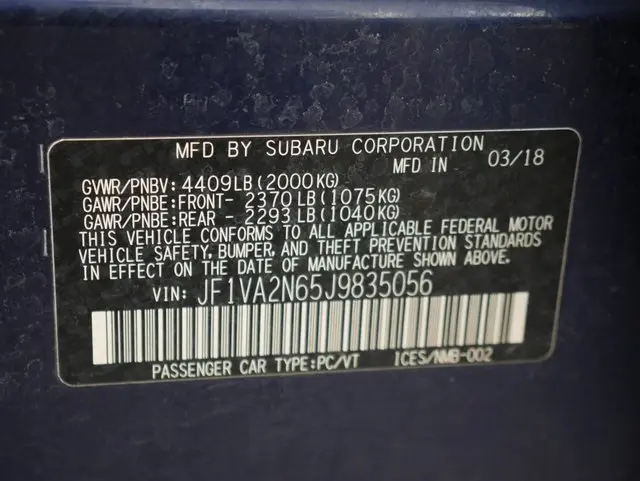 MFD BY SUBARU CORPORATION
MFD IN 03/18
GVWR/PNBV: 4409LB(2000KG)
GAWR/PNBE:FRONT- 2370LB(1075KG)
GAWR/PNBE:REAR - 2293LB(1040KG)
THIS VEHICLE CONFORMS TO ALL APPLICABLE FEDERAL MOTOR
VEHICLE SAFETY, BUMPER, AND THEFT PREVENTION STANDARDS
IN EFFECT ON THE DATE OF MANUFACTURE SHOWN ABOVE.
VIN: JF1VA2N65J9835056
PASSENGER CAR TYPE:PC/VT ICES/NMB-002